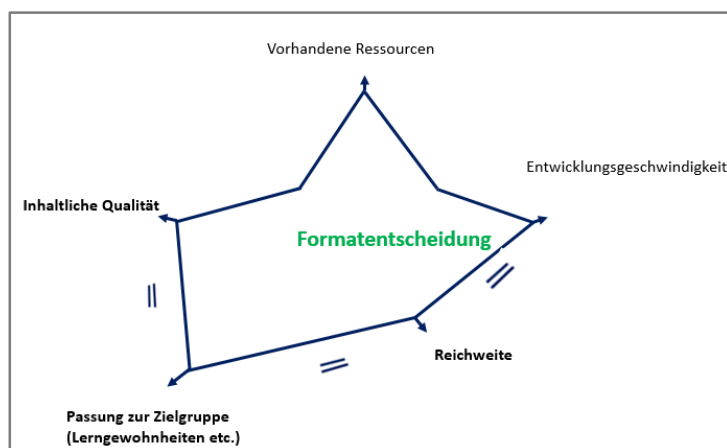 Vorhandene Ressourcen
Entwicklungsgeschwindigkeit
Inhaltliche Qualität
Formatentscheidung
Reichweite
Passung zur Zielgruppe
(Lerngewohnheiten etc.)